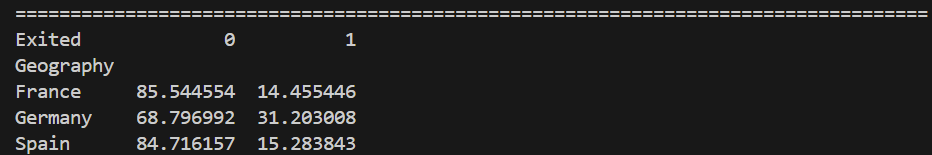 ==========================================================================================
Exited             0          1
Geography
France     85.544554  14.455446
Germany    68.796992  31.203008
Spain      84.716157  15.283843